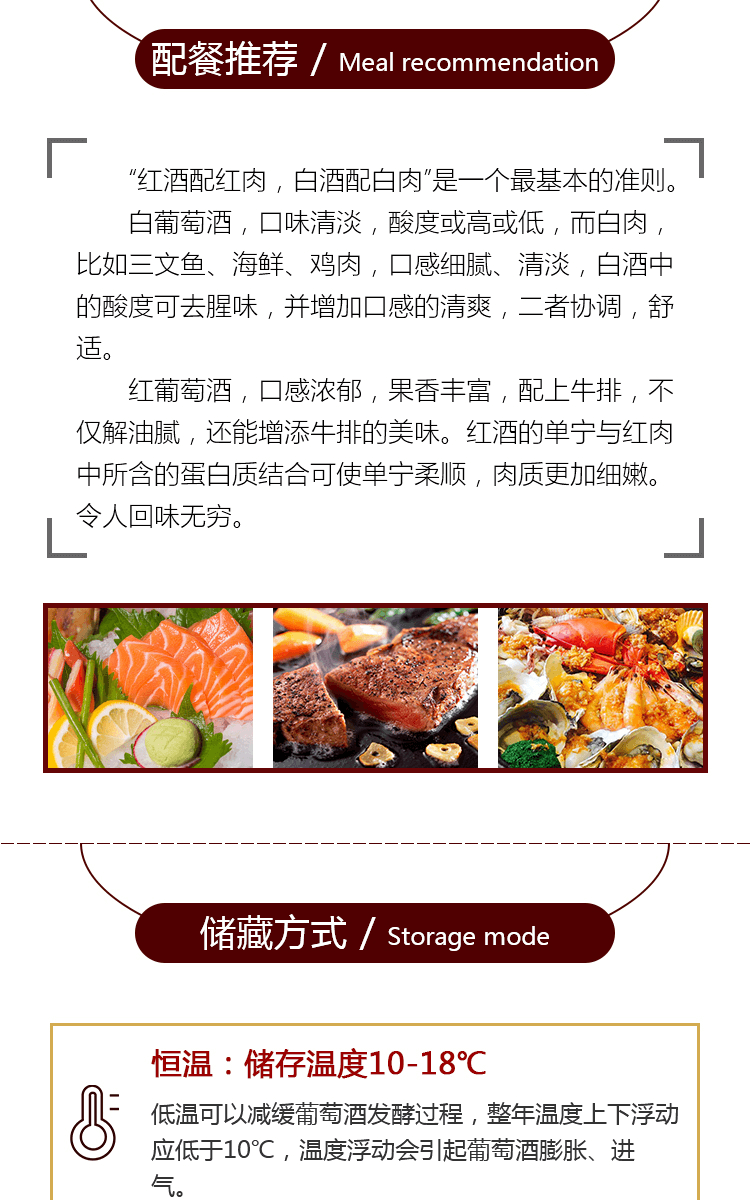 配餐推荐 / Meal recommendation
“红酒配红肉，白酒配白肉”是一个最基本的准则。
白葡萄酒，口味清淡，酸度或高或低，而白肉，
比如三文鱼、海鲜、鸡肉，口感细腻、清淡，白酒中
的酸度可去腥味，并增加口感的清爽，二者协调，舒
适。
红葡萄酒，口感浓郁，果香丰富，配上牛排，不
仅解油腻，还能增添牛排的美味。红酒的单宁与红肉
中所含的蛋白质结合可使单宁柔顺，肉质更加细嫩。
令人回味无穷。
储藏方式 / Storage mode
恒温：储存温度10-18℃
低温可以减缓葡萄酒发酵过程，整年温度上下浮动
应低于10℃，温度浮动会引起葡萄酒膨胀、进
气。